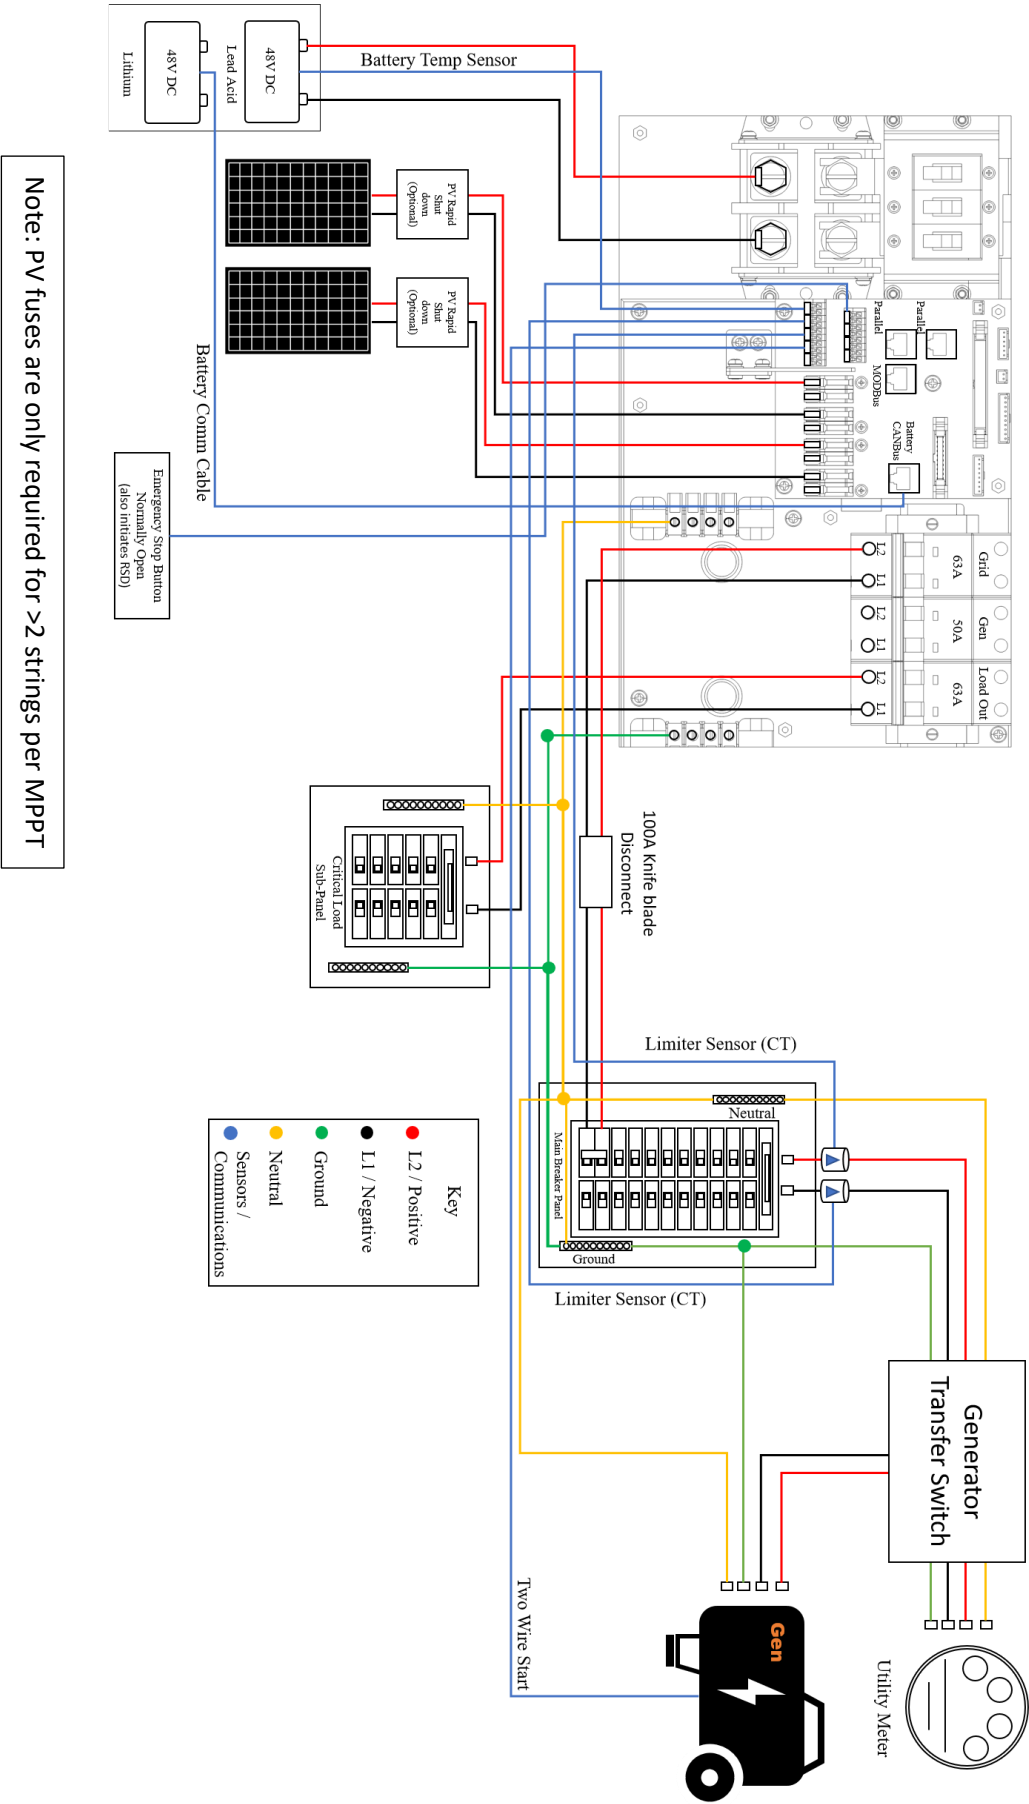 48V DC
Lithium
48V DC
Lead Acid
Battery Temp Sensor
PV Rapid
Shut
down
(Optional)
PV Rapid
Shut
down
(Optional)
Battery Comm Cable
Emergency Stop Button
Normally Open
(also initiates RSD)
Note: PV fuses are only required for >2 strings per MPPT
Parallel
Parallel
MODBus
Battery
CANBus
Grid
63A
L2
L1
Gen
50A
L2
L1
Load Out
63A
L2
L1
100A Knife blade
Disconnect
Critical Load
Sub-Panel
Limiter Sensor (CT)
Neutral
Main Breaker Panel
Ground
Limiter Sensor (CT)
Key
L2 / Positive
L1 / Negative
Ground
Neutral
Sensors /
Communications
Generator
Transfer Switch
Two Wire Start
Gen
Utility Meter